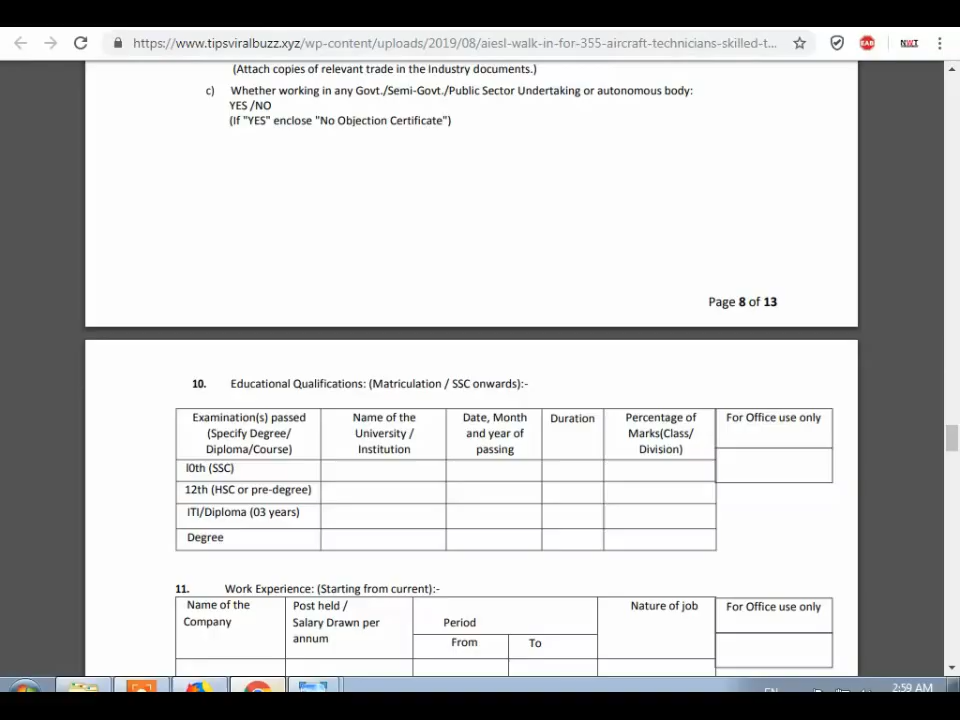 https://www.tipsviralbuzz.xyz/wp-content/uploads/2019/08/aiesl-walk-in-for-355-aircraft-technicians-skilled-t...
(Attach copies of relevant trade in the Industry documents.)
c) Whether working in any Govt./Semi-Govt./Public Sector Undertaking or autonomous body:
YES /NO
(If "YES" enclose "No Objection Certificate")
Page 8 of 13
10. Educational Qualifications: (Matriculation / SSC onwards):-
Examination(s) passed
(Specify Degree/
Diploma/Course)
Name of the
University /
Institution
Date, Month
and year of
passing
Duration
Percentage of
Marks(Class/
Division)
For Office use only
l0th (SSC)
12th (HSC or pre-degree)
ITI/Diploma (03 years)
Degree
11. Work Experience: (Starting from current):-
Name of the
Company
Post held /
Salary Drawn per
annum
Period
From To
Nature of job
For Office use only
EN
2:59 AM